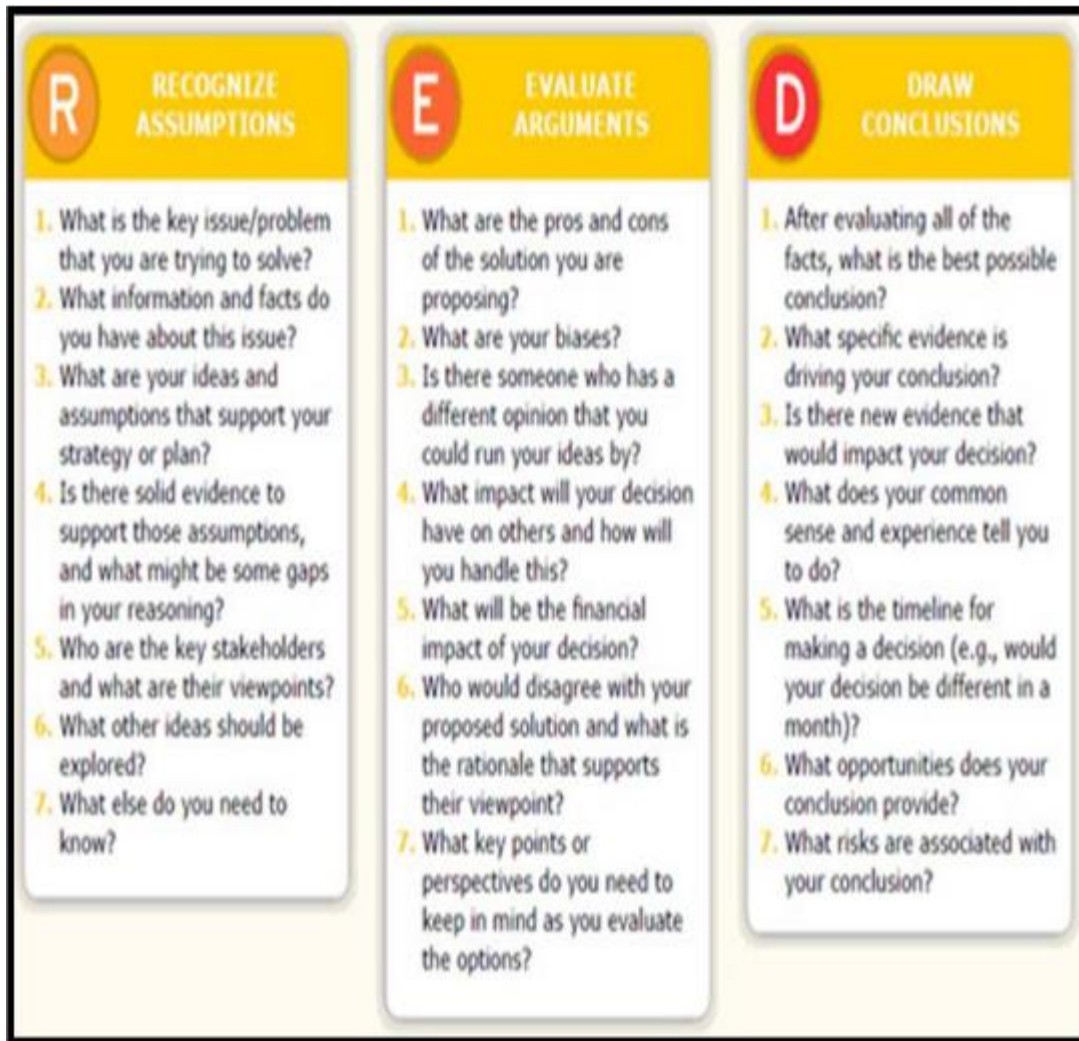 R
RECOGNIZE
ASSUMPTIONS
1. What is the key issue/problem
that you are trying to solve?
2. What information and facts do
you have about this issue?
3. What are your ideas and
assumptions that support your
strategy or plan?
4. Is there solid evidence to
support those assumptions,
and what might be some gaps
in your reasoning?
5. Who are the key stakeholders
and what are their viewpoints?
6. What other ideas should be
explored?
7. What else do you need to
know?
E
EVALUATE
ARGUMENTS
1. What are the pros and cons
of the solution you are
proposing?
2. What are your biases?
3. Is there someone who has a
different opinion that you
could run your ideas by?
4. What impact will your decision
have on others and how will
you handle this?
5. What will be the financial
impact of your decision?
6. Who would disagree with your
proposed solution and what is
the rationale that supports
their viewpoint?
7. What key points or
perspectives do you need to
keep in mind as you evaluate
the options?
D
DRAW
CONCLUSIONS
1. After evaluating all of the
facts, what is the best possible
conclusion?
2. What specific evidence is
driving your conclusion?
3. Is there new evidence that
would impact your decision?
4. What does your common
sense and experience tell you
to do?
5. What is the timeline for
making a decision (e.g., would
your decision be different in a
month)?
6. What opportunities does your
conclusion provide?
7. What risks are associated with
your conclusion?